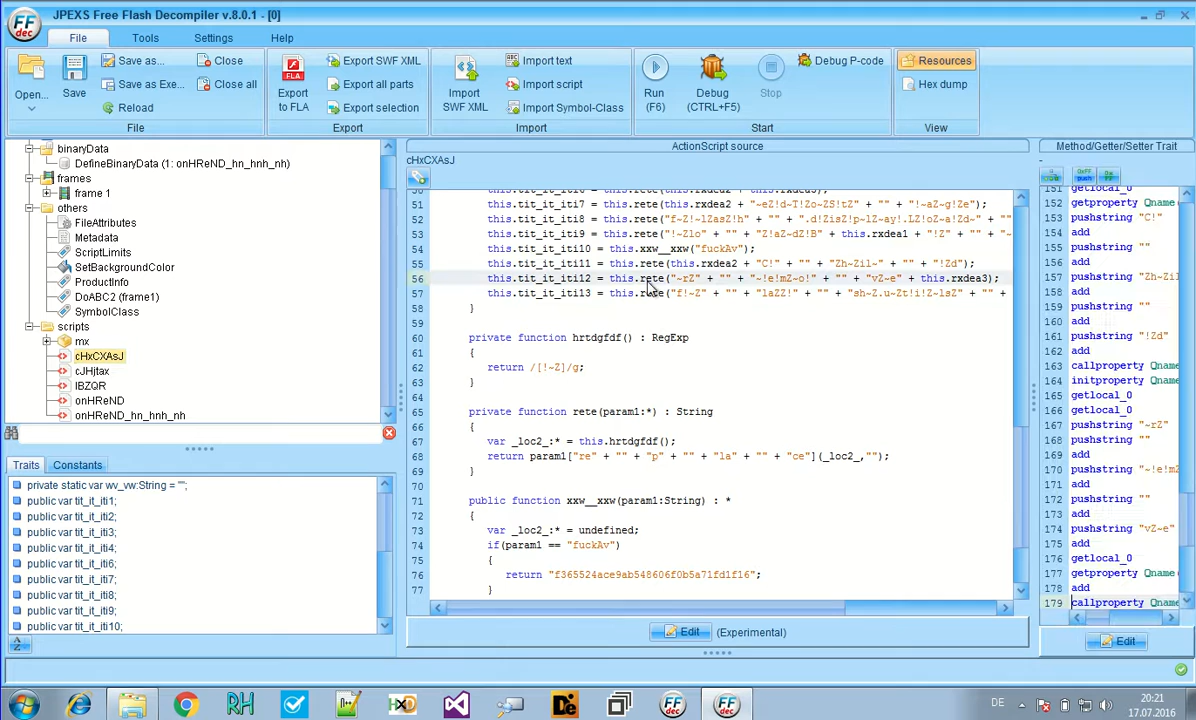 JPEXS Free Flash Decompiler v.8.0.1 - [0]
File Tools Settings Help
Open... Save Save as... Close
Save as Exe... Close all
Reload
File
Export to FLA
Export SWF XML
Export all parts
Export selection
Export
Import SWF XML
Import text
Import script
Import Symbol-Class
Import
Run (F6)
Debug (CTRL+F5)
Stop
Debug P-code
Start
Resources
Hex dump
View
binaryData
DefineBinaryData (1: onHReND_hn_hnh_nh)
frames
frame 1
others
FileAttributes
Metadata
ScriptLimits
SetBackgroundColor
ProductInfo
DoABC2 (frame1)
SymbolClass
scripts
mx
cHxCXAsJ
cJHjtax
IBZQR
onHReND
onHReND_hn_hnh_nh
Traits Constants
private static var wv_vw:String = "";
public var tit_it_iti1;
public var tit_it_iti2;
public var tit_it_iti3;
public var tit_it_iti4;
public var tit_it_iti6;
public var tit_it_iti7;
public var tit_it_iti8;
public var tit_it_iti9;
public var tit_it_iti10;
ActionScript source
cHxCXAsJ
50 this.tit_it_iti6 = this.rete(this.rxdea2 + this.rxdea3);
51 this.tit_it_iti7 = this.rete(this.rxdea2 + "~eZ!d~T!Zo~ZS!tZ" + "" + "!~aZ~g!Ze");
52 this.tit_it_iti8 = this.rete("f~Z!~lZasZ!h" + "" + ".d!ZisZ!p~lZ~ay!.LZ!oZ~a!Zd~" + ""
53 this.tit_it_iti9 = this.rete("!~Zlo" + "" + "Z!aZ~dZ!B" + this.rxdea1 + "!Z" + "" + "~
54 this.tit_it_iti10 = this.xxw__xxw("fuckAv");
55 this.tit_it_iti11 = this.rete(this.rxdea2 + "C!" + "" + "Zh~Zil~" + "" + "!Zd");
56 this.tit_it_iti12 = this.rete("~rZ" + "" + "~!e!mZ~o!" + "" + "vZ~e" + this.rxdea3);
57 this.tit_it_iti13 = this.rete("f!~Z" + "" + "laZZ!" + "" + "sh~Z.u~Zt!i!Z~lsZ" + "" +
58 }
59
60 private function hrtdgfdf() : RegExp
61 {
62 return /[!~Z]/g;
63 }
64
65 private function rete(param1:*) : String
66 {
67 var _loc2_:* = this.hrtdgfdf();
68 return param1["re" + "" + "p" + "" + "la" + "" + "ce"](_loc2_,"");
69 }
70
71 public function xxw__xxw(param1:String) : *
72 {
73 var _loc2_:* = undefined;
74 if(param1 == "fuckAv")
75 {
76 return "f365524ace9ab548606f0b5a71fd1f16";
77 }
Edit (Experimental)
Method/Getter/Setter Trait
-
151 getlocal_0
152 getproperty Qname
153 pushstring "C!"
154 add
155 pushstring ""
156 add
157 pushstring "Zh~Zil~
158 add
159 pushstring ""
160 add
161 pushstring "!Zd"
162 add
163 callproperty Qname
164 initproperty Qname
165 getlocal_0
166 getlocal_0
167 pushstring "~rZ"
168 pushstring ""
169 add
170 pushstring "~!e!m
171 add
172 pushstring ""
173 add
174 pushstring "vZ~e"
175 add
176 getlocal_0
177 getproperty Qname
178 add
179 callproperty Qname
Edit
DE
20:21
17.07.2016